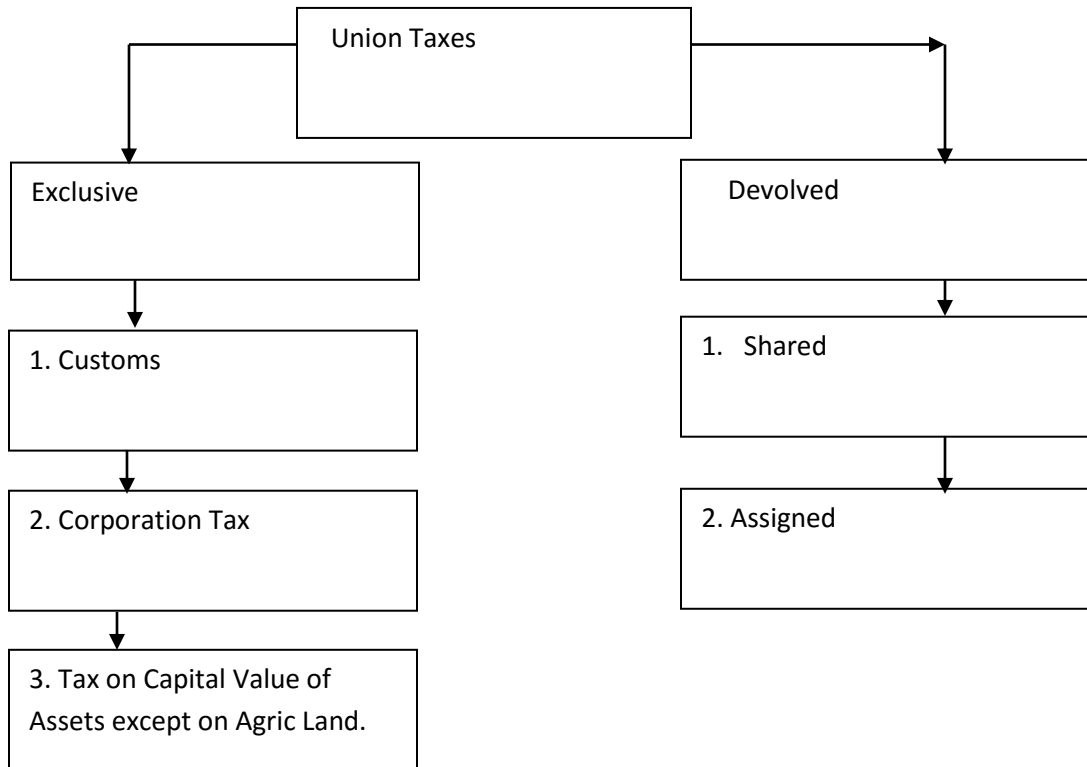 Union Taxes
Exclusive
Devolved
1. Customs
1. Shared
2. Corporation Tax
2. Assigned
3. Tax on Capital Value of
Assets except on Agric Land.